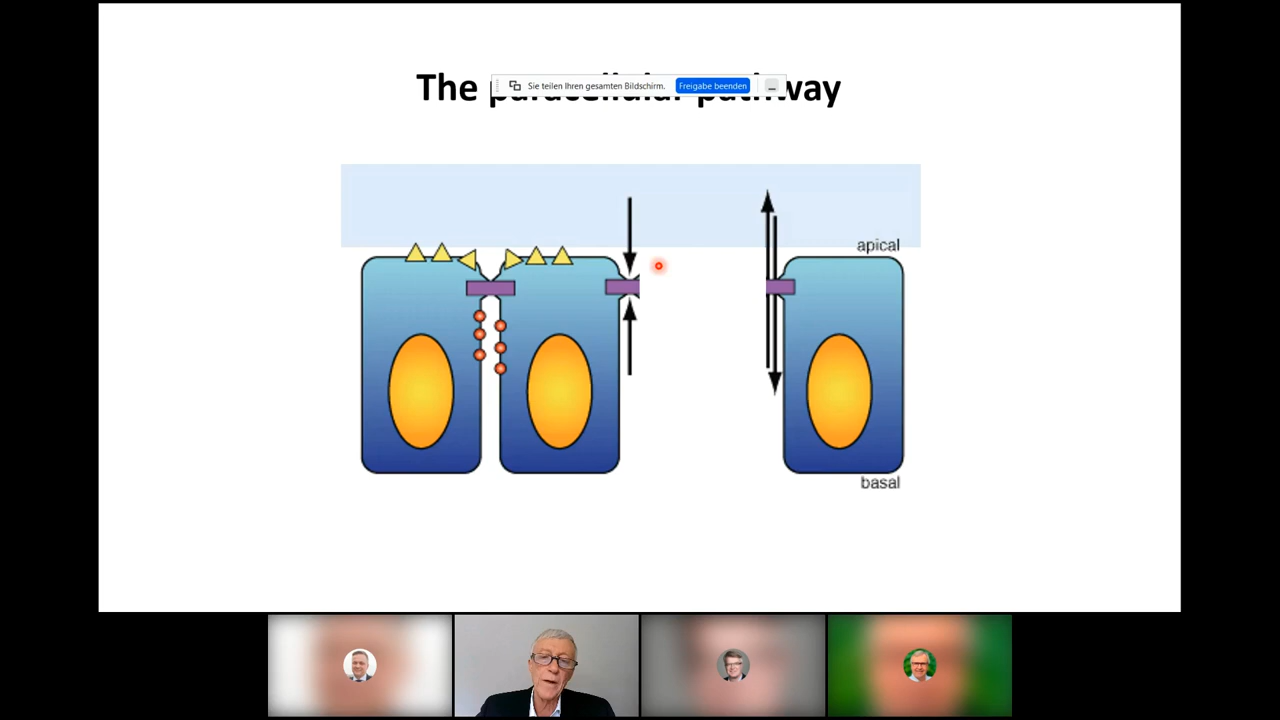 The paracellular pathway
Sie teilen Ihren gesamten Bildschirm. Freigabe beenden
apical
basal